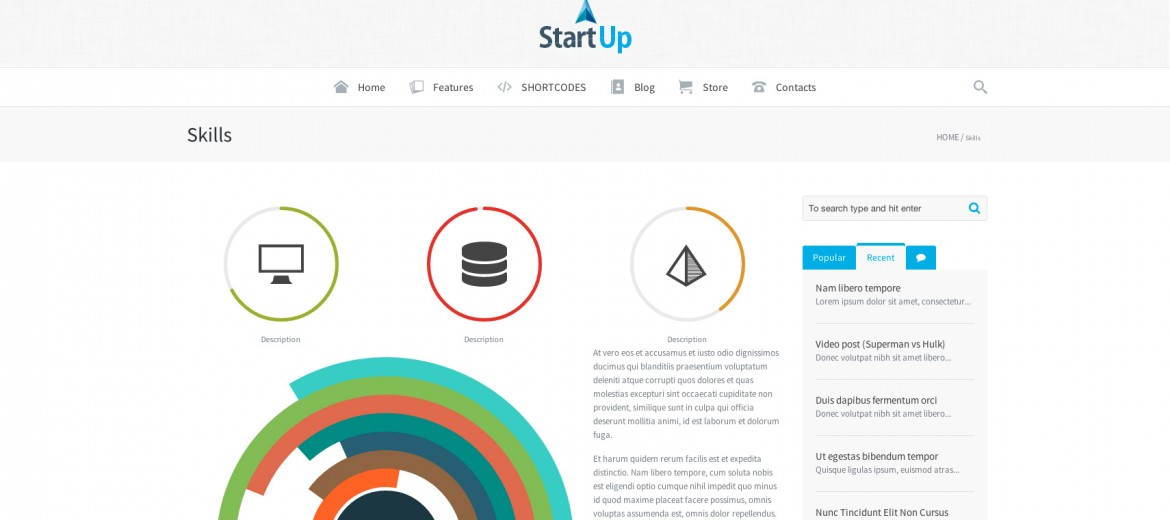 StartUp
Home
Features
SHORTCODES
Blog
Store
Contacts
Skills
HOME / Skills
To search type and hit enter
Popular
Recent
Description
Description
Description
At vero eos et accusamus et iusto odio dignissimos
ducimus qui blanditiis praesentium voluptatum
deleniti atque corrupti quos dolores et quas
molestias excepturi sint occaecati cupiditate non
provident, similique sunt in culpa qui officia
deserunt mollitia animi, id est laborum et dolorum
fuga.
Et harum quidem rerum facilis est et expedita
distinctio. Nam libero tempore, cum soluta nobis
est eligendi optio cumque nihil impedit quo minus
id quod maxime placeat facere possimus, omnis
voluptas assumenda est, omnis dolor repellendus.
Nam libero tempore
Lorem ipsum dolor sit amet, consectetur...
Video post (Superman vs Hulk)
Donec volutpat nibh sit amet libero...
Duis dapibus fermentum orci
Donec volutpat nibh sit amet libero...
Ut egestas bibendum tempor
Quisque ligulas ipsum, euismod atras...
Nunc Tincidunt Elit Non Cursus